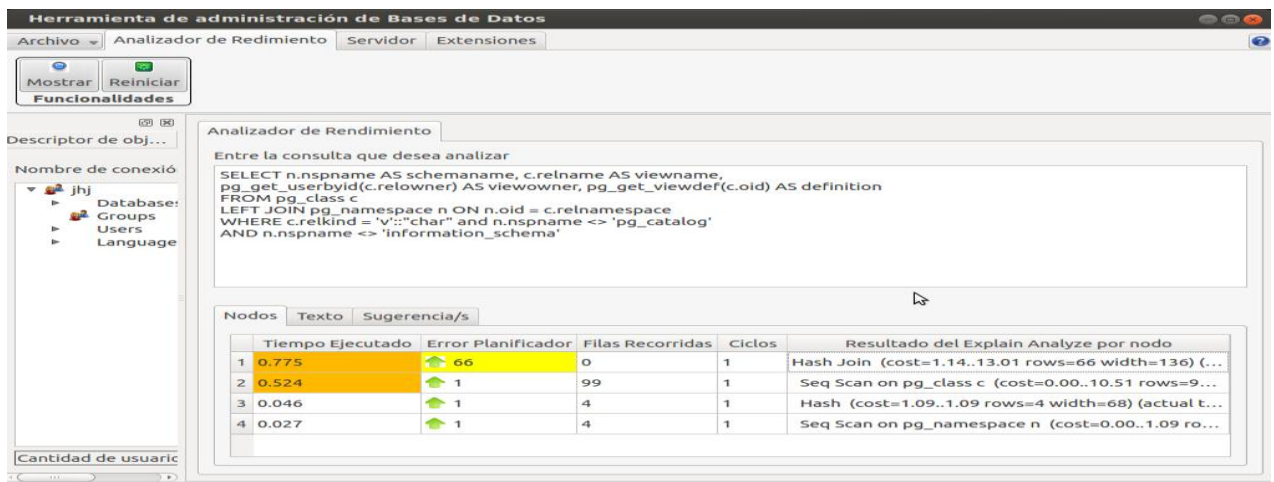 Herramienta de administración de Bases de Datos
Archivo Analizador de Redimiento Servidor Extensiones
Mostrar Reiniciar
Funcionalidades
Descriptor de obj...
Nombre de conexió
jhj
Databases
Groups
Users
Language
Cantidad de usuaric
Analizador de Rendimiento
Entre la consulta que desea analizar
SELECT n.nspname AS schemaname, c.relname AS viewname,
pg_get_userbyid(c.relowner) AS viewowner, pg_get_viewdef(c.oid) AS definition
FROM pg_class c
LEFT JOIN pg_namespace n ON n.oid = c.relnamespace
WHERE c.relkind = 'v'::"char" and n.nspname <> 'pg_catalog'
AND n.nspname <> 'information_schema'
Nodos Texto Sugerencia/s
Tiempo Ejecutado Error Planificador Filas Recorridas Ciclos Resultado del Explain Analyze por nodo
1 0.775 66 0 1 Hash Join (cost=1.14..13.01 rows=66 width=136) (...
2 0.524 1 99 1 Seq Scan on pg_class c (cost=0.00..10.51 rows=9...
3 0.046 1 4 1 Hash (cost=1.09..1.09 rows=4 width=68) (actual t...
4 0.027 1 4 1 Seq Scan on pg_namespace n (cost=0.00..1.09 ro...